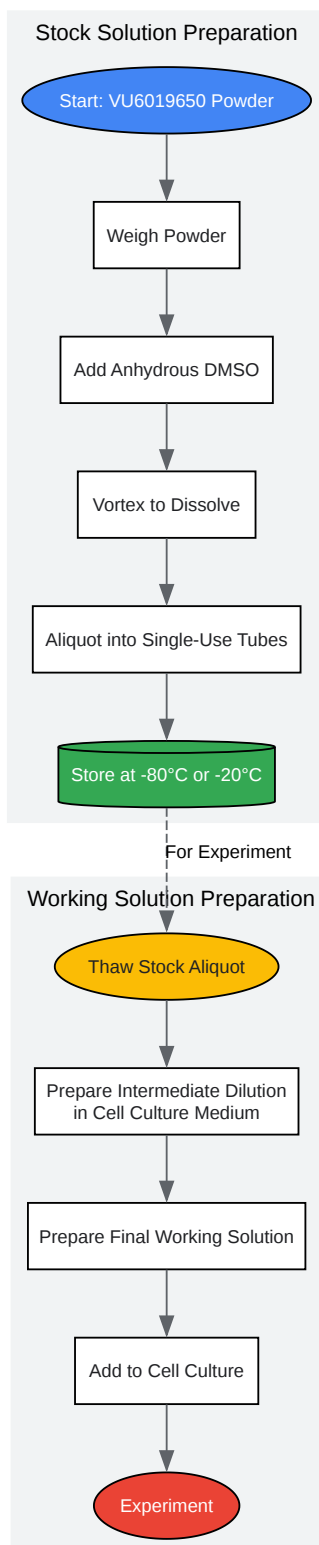 Stock Solution Preparation
Start: VU6019650 Powder
Weigh Powder
Add Anhydrous DMSO
Vortex to Dissolve
Aliquot into Single-Use Tubes
Store at -80°C or -20°C
For Experiment
Working Solution Preparation
Thaw Stock Aliquot
Prepare Intermediate Dilution
in Cell Culture Medium
Prepare Final Working Solution
Add to Cell Culture
Experiment